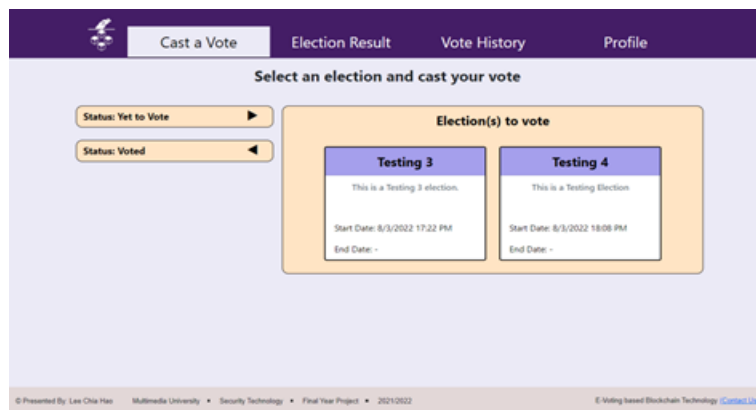 Cast a Vote Election Result Vote History Profile
Select an election and cast your vote
Status: Yet to Vote
Status: Voted
Election(s) to vote
Testing 3
This is a Testing 3 election.
Start Date: 8/3/2022 17:22 PM
End Date: -
Testing 4
This is a Testing Election
Start Date: 8/3/2022 18:08 PM
End Date: -
© Presented By: Lee Chia Hao Multimedia University • Security Technology • Final Year Project • 2021/2022
E-Voting based Blockchain Technology (Contact Us